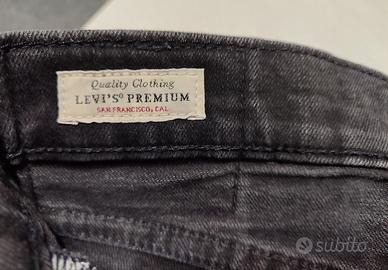 Quality Clothing
LEVI'S® PREMIUM
SAN FRANCISCO, CAL
subito